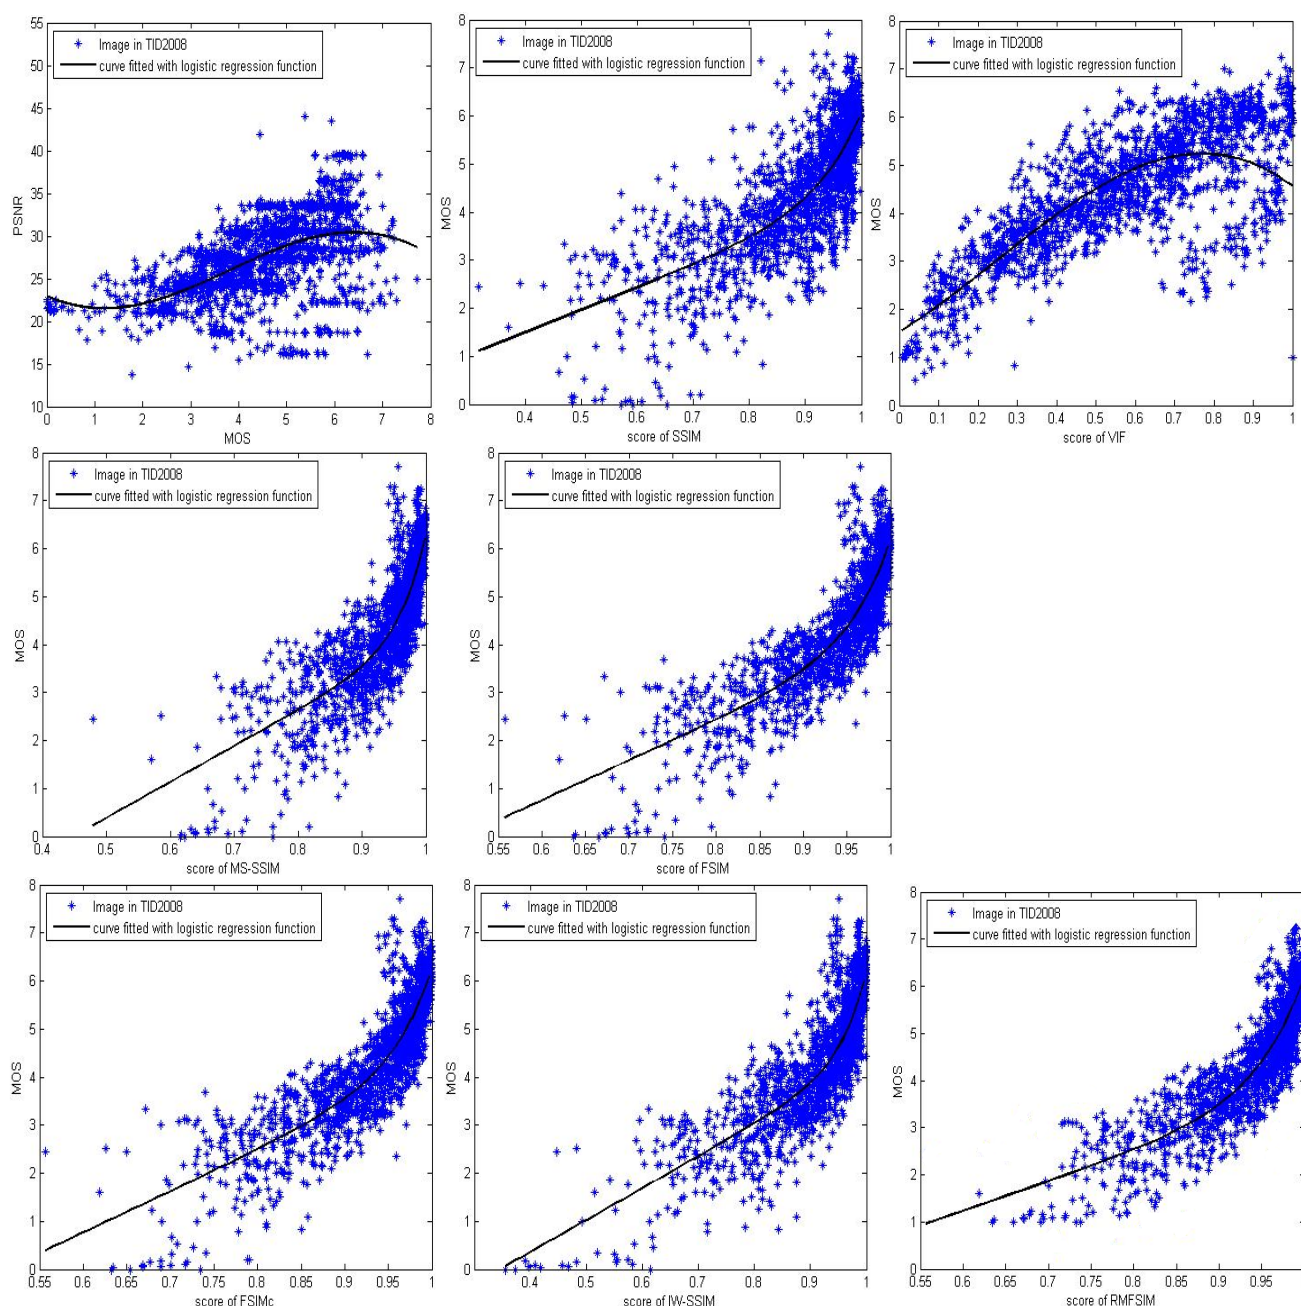 55
50
45
40
35
30
25
20
15
10
PSNR
Image in TID2008
curve fitted with logistic regression function
0 1 2 3 4 5 6 7 8
MOS
8
7
6
5
4
3
2
1
0
MOS
Image in TID2008
curve fitted with logistic regression function
0.4 0.5 0.6 0.7 0.8 0.9 1
score of SSIM
8
7
6
5
4
3
2
1
0
MOS
Image in TID2008
curve fitted with logistic regression function
0 0.1 0.2 0.3 0.4 0.5 0.6 0.7 0.8 0.9 1
score of VIF
8
7
6
5
4
3
2
1
0
MOS
Image in TID2008
curve fitted with logistic regression function
0.4 0.5 0.6 0.7 0.8 0.9 1
score of MS-SSIM
8
7
6
5
4
3
2
1
0
MOS
Image in TID2008
curve fitted with logistic regression function
0.55 0.6 0.65 0.7 0.75 0.8 0.85 0.9 0.95 1
score of FSIM
8
7
6
5
4
3
2
1
0
MOS
Image in TID2008
curve fitted with logistic regression function
0.55 0.6 0.65 0.7 0.75 0.8 0.85 0.9 0.95 1
score of FSIMc
8
7
6
5
4
3
2
1
0
MOS
Image in TID2008
curve fitted with logistic regression function
0.4 0.5 0.6 0.7 0.8 0.9 1
score of IW-SSIM
8
7
6
5
4
3
2
1
0
MOS
Image in TID2008
curve fitted with logistic regression function
0.55 0.6 0.65 0.7 0.75 0.8 0.85 0.9 0.95 1
score of RMFSIM